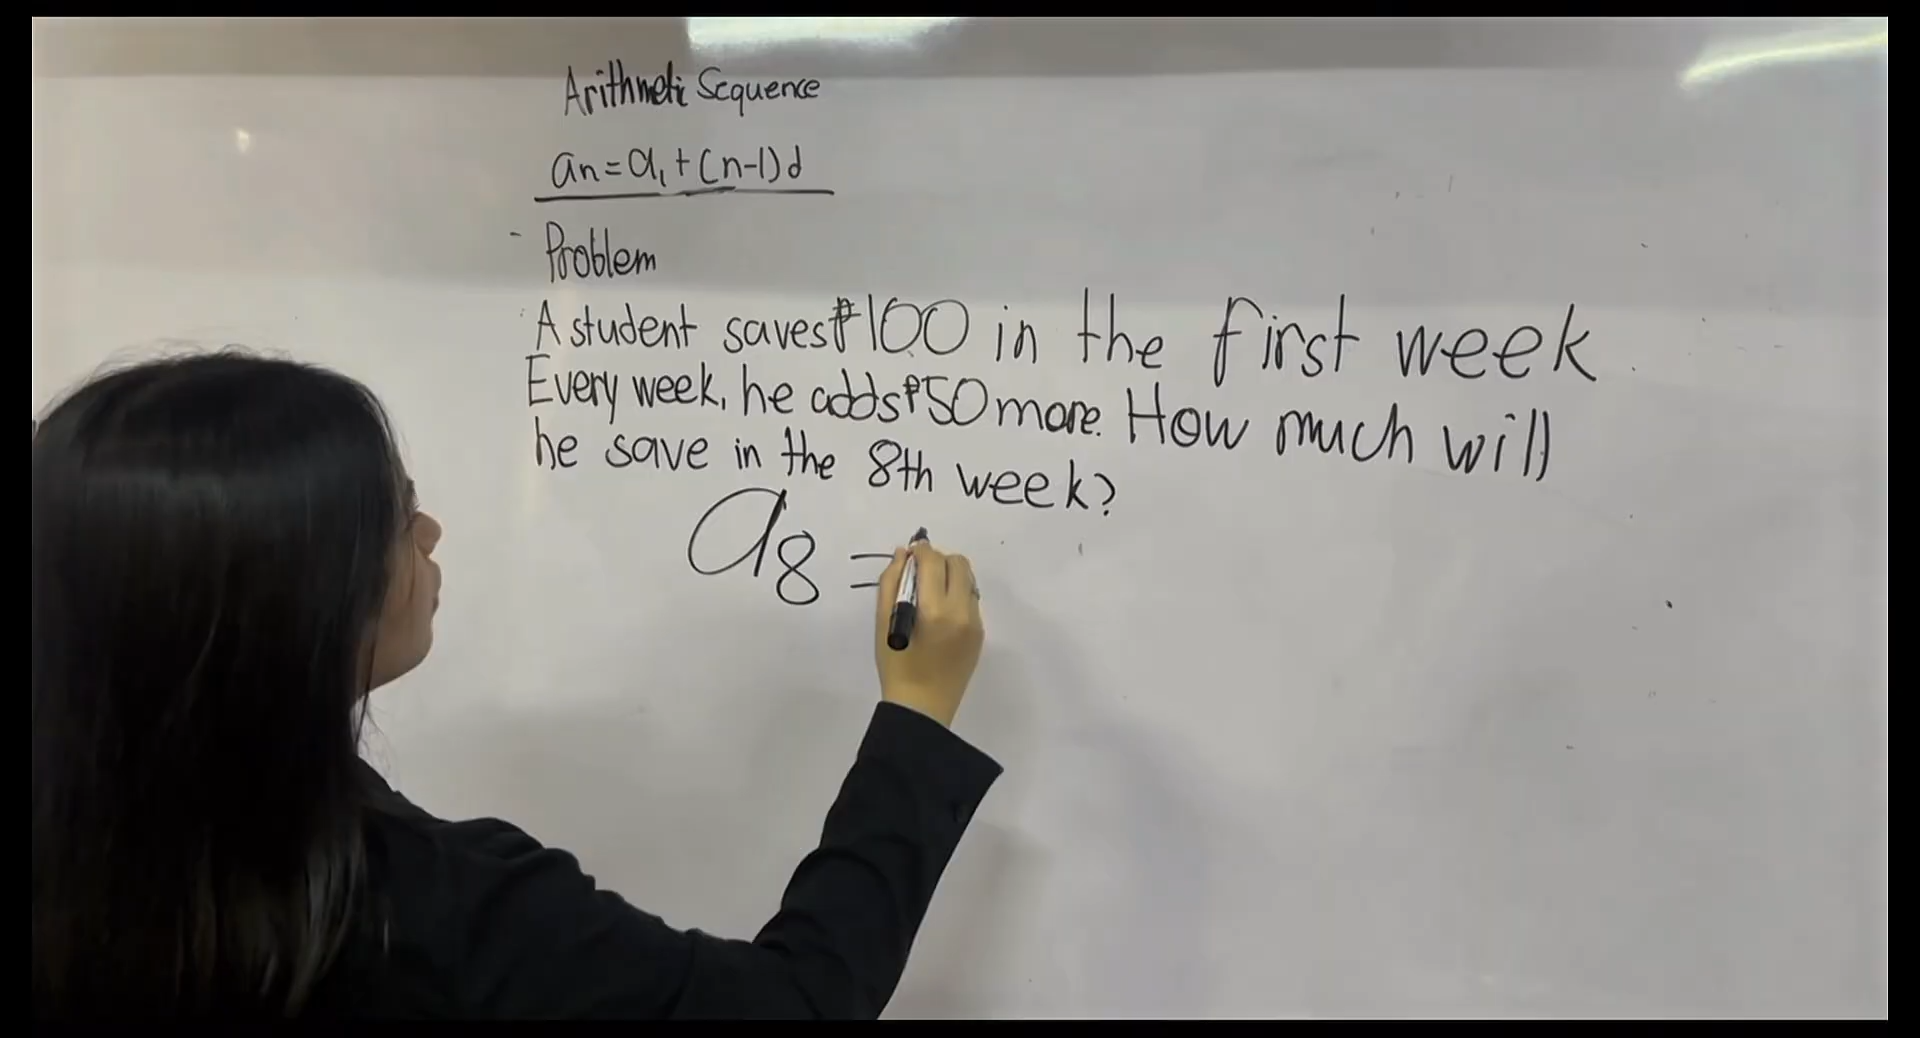 Arithmetic Sequence
an=a₁+(n-1)d
Problem
A student saves ₱100 in the first week.
Every week, he adds ₱50 more. How much will
he save in the 8th week?
a₈ =